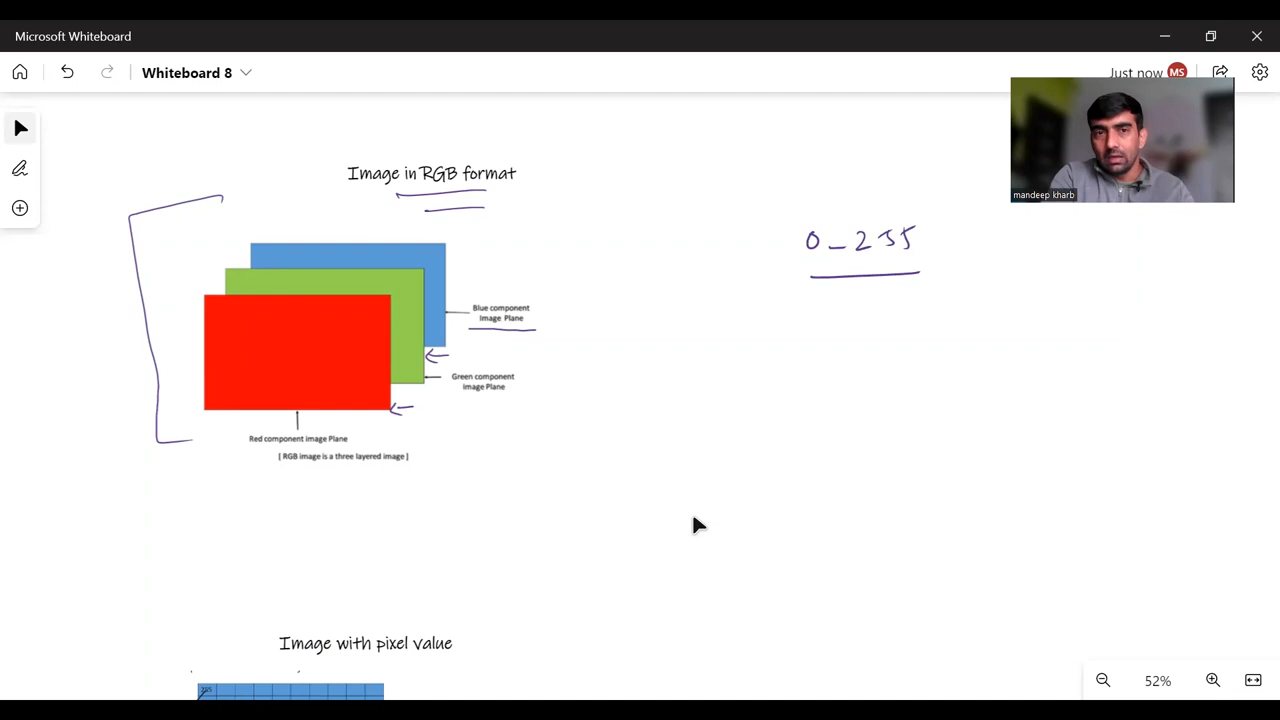 Microsoft Whiteboard
Whiteboard 8
Just now MS
mandeep kharb
Image in RGB format
0-255
Blue component
Image Plane
Green component
image Plane
Red component image Plane
[ RGB image is a three layered image ]
Image with pixel value
255
52%